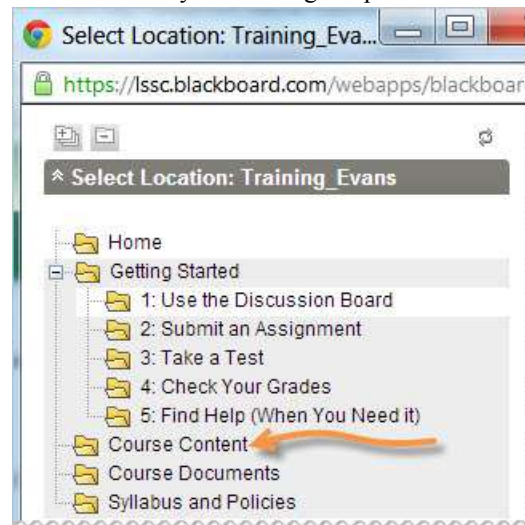 Select Location: Training_Eva...
https://lssc.blackboard.com/webapps/blackboar
Select Location: Training_Evans
Home
Getting Started
1: Use the Discussion Board
2: Submit an Assignment
3: Take a Test
4: Check Your Grades
5: Find Help (When You Need it)
Course Content
Course Documents
Syllabus and Policies